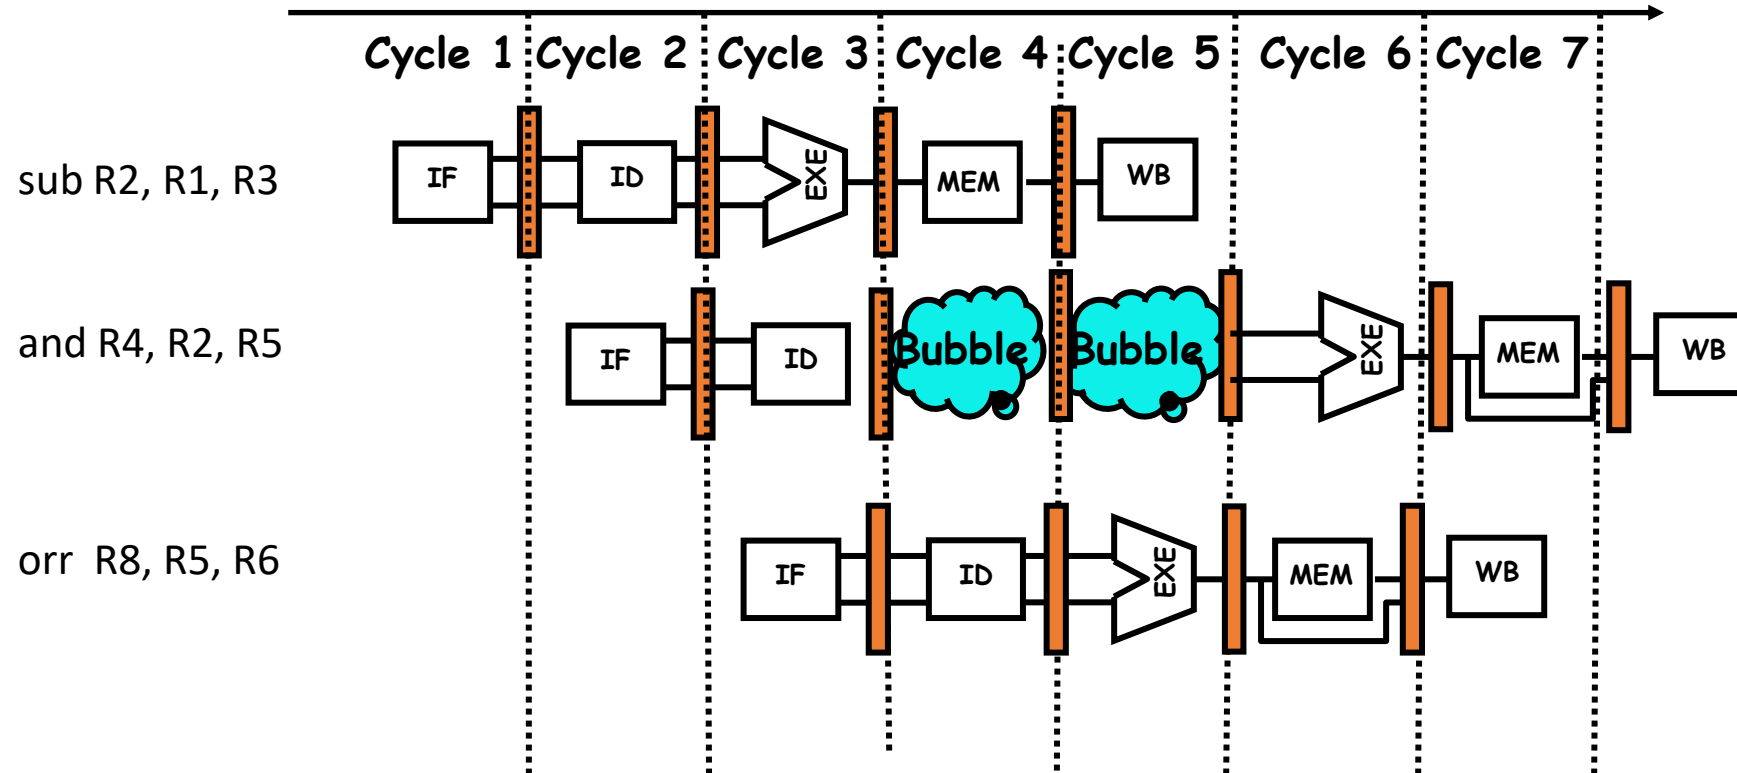 Cycle 1 Cycle 2 Cycle 3 Cycle 4 Cycle 5 Cycle 6 Cycle 7
sub R2, R1, R3 IF ID EXE MEM WB
and R4, R2, R5 IF ID Bubble Bubble EXE MEM WB
orr R8, R5, R6 IF ID EXE MEM WB